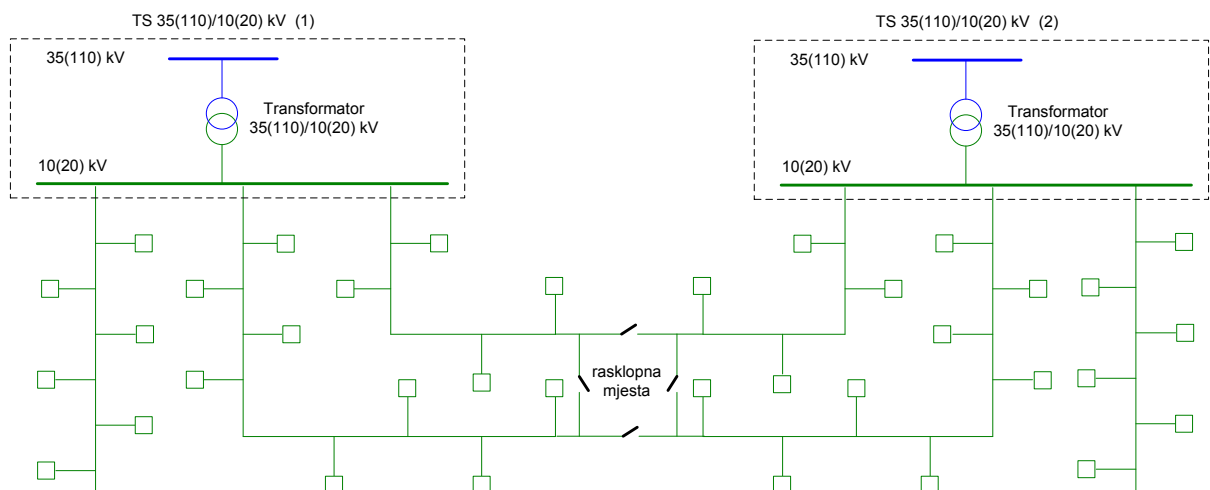 TS 35(110)/10(20) kV (1)
35(110) kV
Transformator
35(110)/10(20) kV
10(20) kV
TS 35(110)/10(20) kV (2)
35(110) kV
Transformator
35(110)/10(20) kV
10(20) kV
rasklopna
mjesta